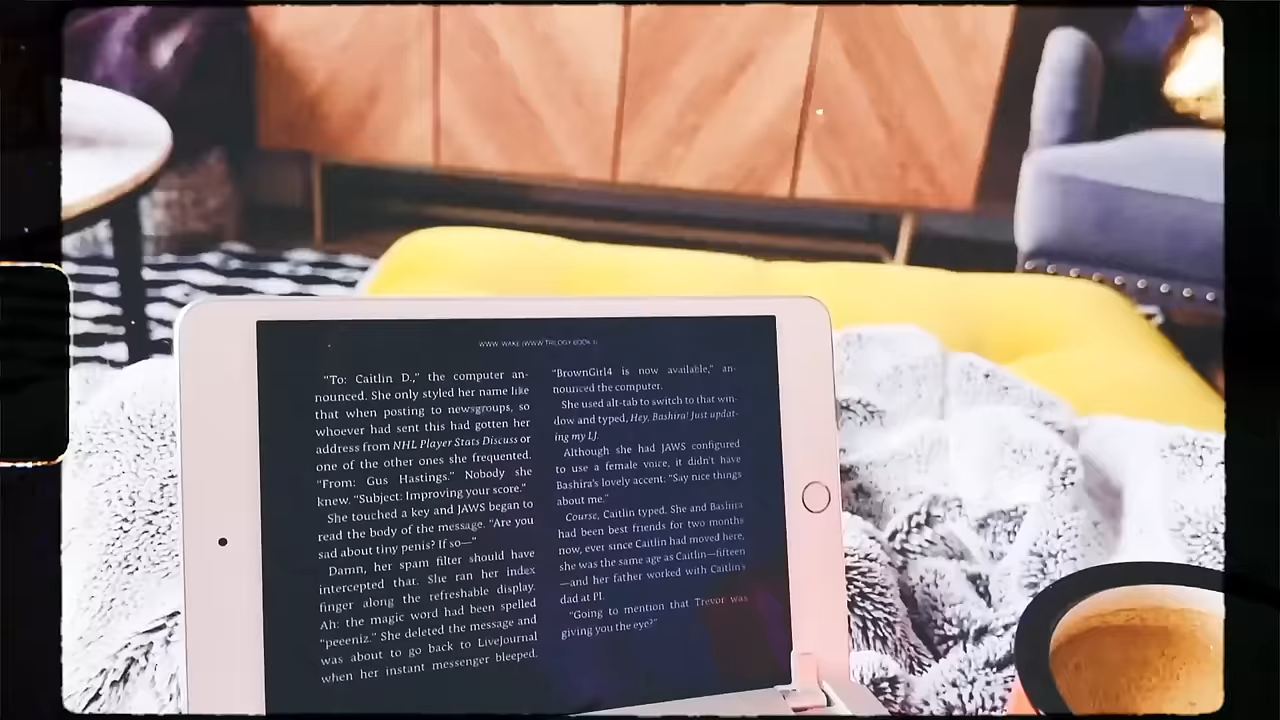 WWW: WAKE (WWW TRILOGY BOOK 1)
“To: Caitlin D.,” the computer an-
nounced. She only styled her name like
that when posting to newsgroups, so
whoever had sent this had gotten her
address from NHL Player Stats Discuss or
one of the other ones she frequented.
“From: Gus Hastings.” Nobody she
knew. “Subject: Improving your score.”
She touched a key and JAWS began to
read the body of the message. “Are you
sad about tiny penis? If so—”
Damn, her spam filter should have
intercepted that. She ran her index
finger along the refreshable display.
Ah: the magic word had been spelled
“peeeniz.” She deleted the message and
was about to go back to LiveJournal
when her instant messenger bleeped.
“BrownGirl4 is now available,” an-
nounced the computer.
She used alt-tab to switch to that win-
dow and typed, Hey, Bashira! Just updat-
ing my LJ.
Although she had JAWS configured
to use a female voice, it didn’t have
Bashira’s lovely accent: “Say nice things
about me.”
Course, Caitlin typed. She and Bashira
had been best friends for two months
now, ever since Caitlin had moved here,
she was the same age as Caitlin—fifteen
—and her father worked with Caitlin’s
dad at PI.
“Going to mention that Trevor was
giving you the eye?”